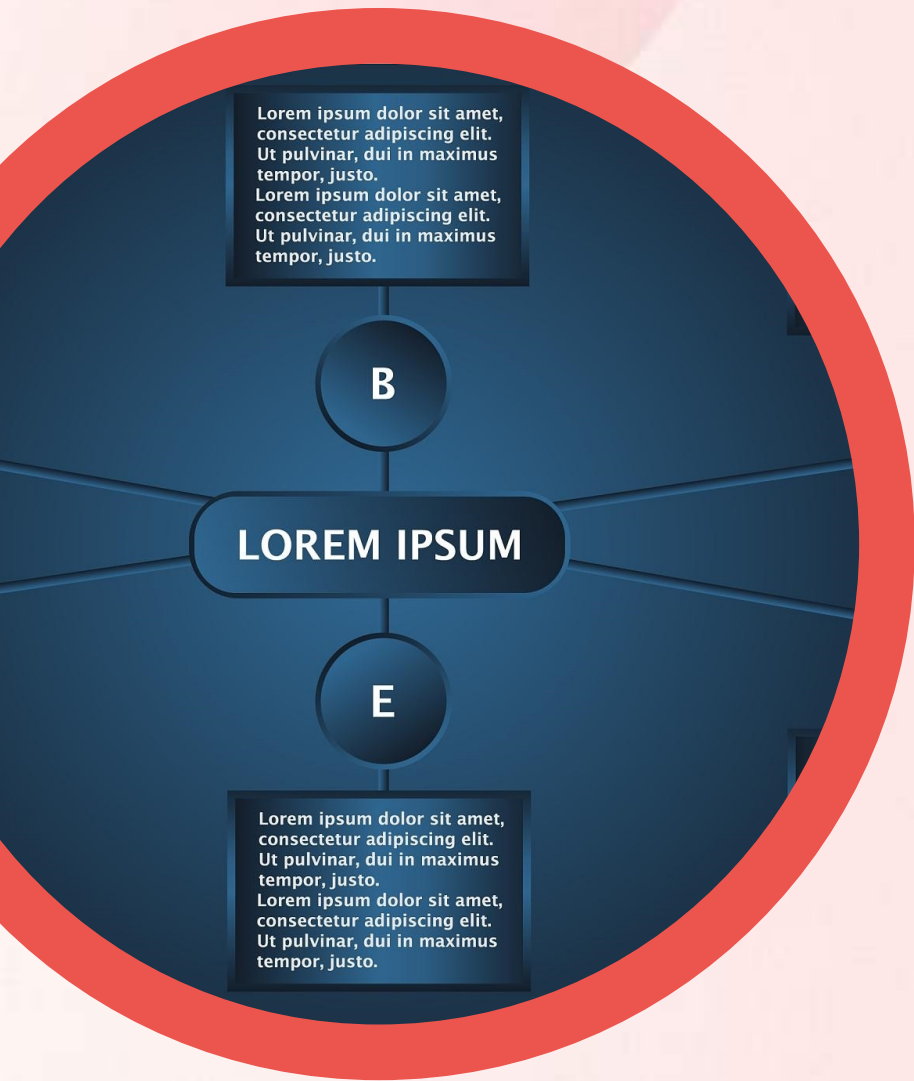 Lorem ipsum dolor sit amet,
consectetur adipiscing elit.
Ut pulvinar, dui in maximus
tempor, justo.
Lorem ipsum dolor sit amet,
consectetur adipiscing elit.
Ut pulvinar, dui in maximus
tempor, justo.
B
LOREM IPSUM
E
Lorem ipsum dolor sit amet,
consectetur adipiscing elit.
Ut pulvinar, dui in maximus
tempor, justo.
Lorem ipsum dolor sit amet,
consectetur adipiscing elit.
Ut pulvinar, dui in maximus
tempor, justo.